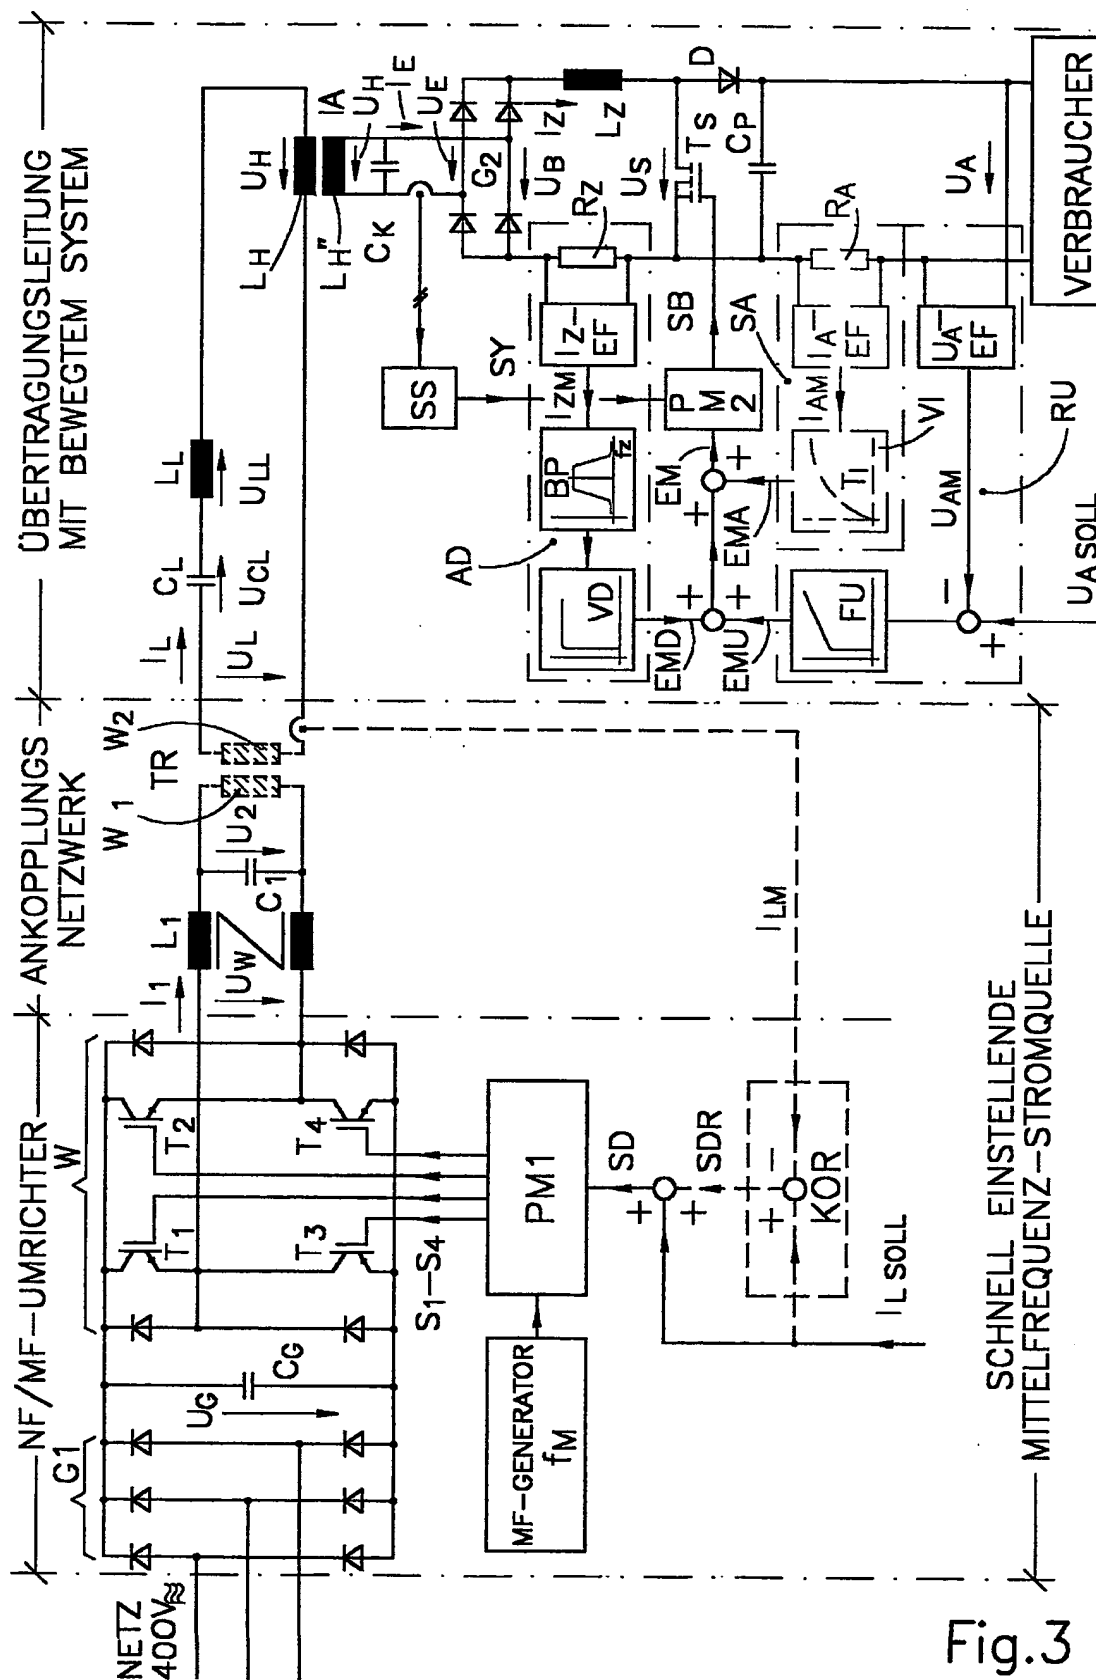 NF/MF-UMRICHTER
ANKOPPLUNGS
NETZWERK
ÜBERTRAGUNGSLEITUNG
MIT BEWEGTEM SYSTEM
NETZ
400V≋
G1
UG
CG
W
T1
T2
T3
T4
S1-S4
I1
L1
UW
C1
U2
W1
TR
W2
IL
UL
CL
UCL
LL
ULL
LH
UH
LH"
IA
CK
UH
IE
UE
G2
UB
IZ
LZ
US
TS
D
CP
RZ
RA
UA
VERBRAUCHER
SS
SY
IZ-
EF
IZM
BP
fz
AD
VD
EMD
SB
P
M
2
EM
EMA
SA
IA-
EF
IAM
TI
VI
UA-
EF
RU
UAM
FU
EMU
UA SOLL
+
+
+
+
-
+
PM1
MF-GENERATOR
fM
SD
SDR
+
+
+
-
KOR
ILM
IL SOLL
SCHNELL EINSTELLENDE
MITTELFREQUENZ-STROMQUELLE
Fig.3